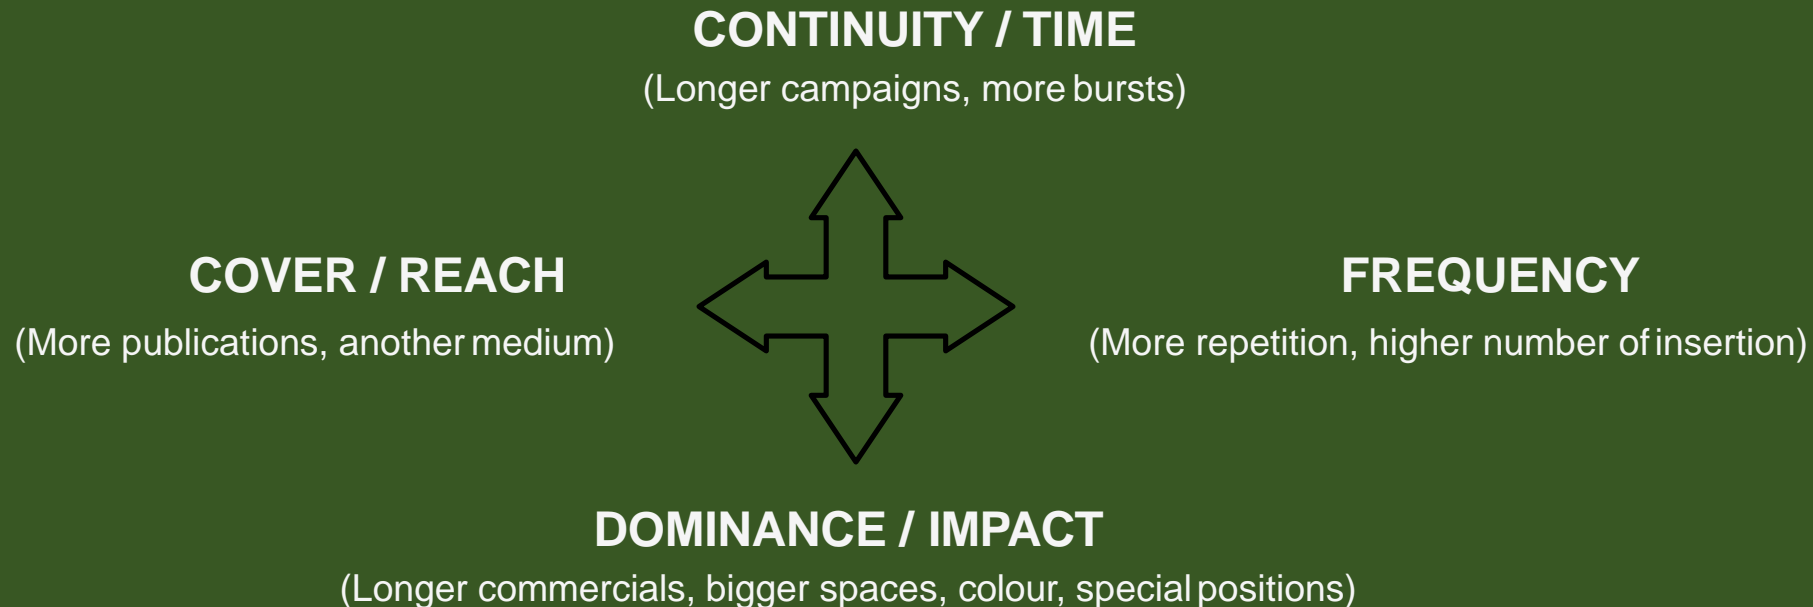 CONTINUITY / TIME
(Longer campaigns, more bursts)
COVER / REACH
(More publications, another medium)
FREQUENCY
(More repetition, higher number of insertion)
DOMINANCE / IMPACT
(Longer commercials, bigger spaces, colour, special positions)